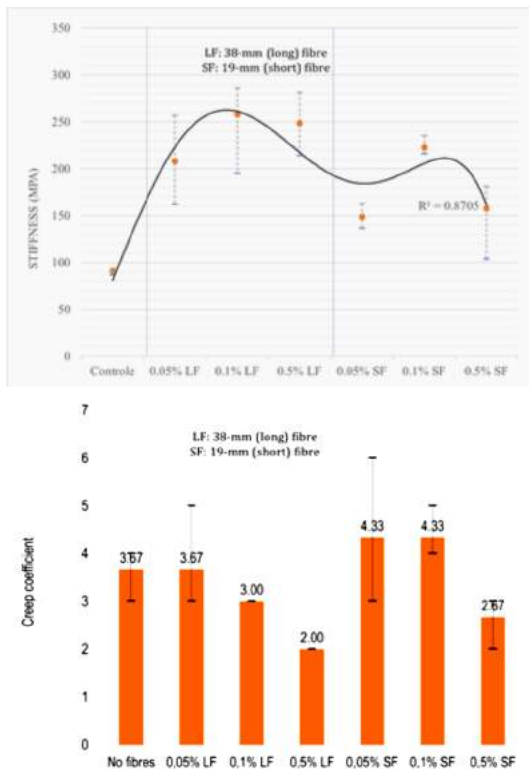 350
LF: 38-mm (long) fibre
SF: 19-mm (short) fibre
300
250
200
150
100
50
0
STIFFNESS (MPA)
R² = 0.8705
Controle 0.05% LF 0.1% LF 0.5% LF 0.05% SF 0.1% SF 0.5% SF
7
LF: 38-mm (long) fibre
SF: 19-mm (short) fibre
6
5
4
3
2
1
0
Creep coefficient
3.67 3.67 3.00 2.00 4.33 4.33 2.67
No fibres 0,05% LF 0,1% LF 0,5% LF 0,05% SF 0,1% SF 0.5% SF